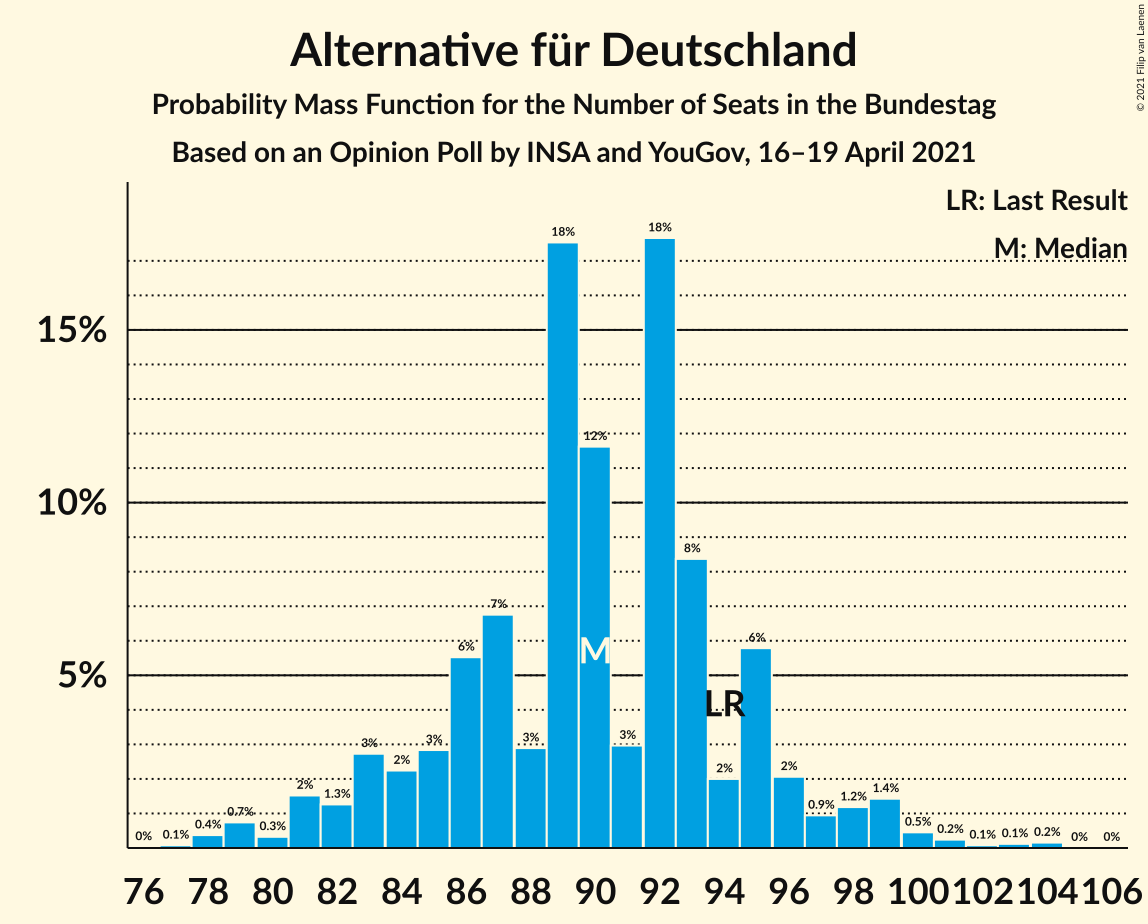 © 2021 Filip van Laenen
Alternative für Deutschland
Probability Mass Function for the Number of Seats in the Bundestag
Based on an Opinion Poll by INSA and YouGov, 16–19 April 2021
LR: Last Result
M: Median
15%
10%
5%
0% 0.1% 0.4% 0.7% 0.3% 2% 1.3% 3% 2% 3% 6% 7% 3% 18% 12% 3% 18% 8% 2% 6% 2% 0.9% 1.2% 1.4% 0.5% 0.2% 0.1% 0.1% 0.2% 0% 0%
M
LR
76 78 80 82 84 86 88 90 92 94 96 98 100 102 104 106